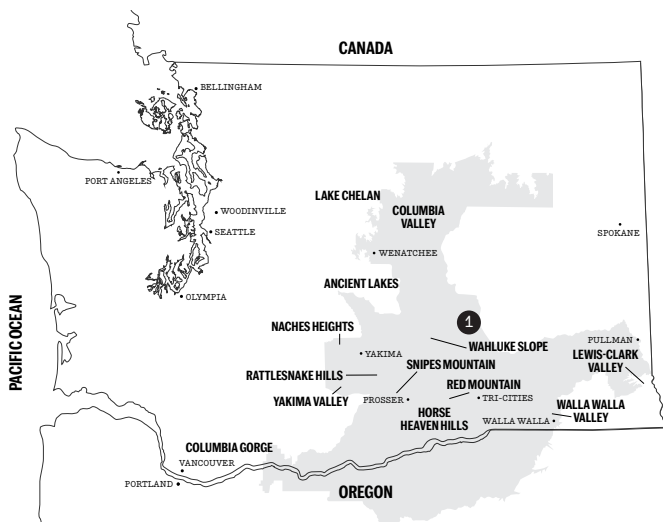 CANADA
BELLINGHAM
PORT ANGELES
LAKE CHELAN
COLUMBIA
VALLEY
WOODINVILLE
SEATTLE
SPOKANE
WENATCHEE
ANCIENT LAKES
OLYMPIA
PACIFIC OCEAN
NACHES HEIGHTS
1
WAHLUKE SLOPE
PULLMAN
YAKIMA
LEWIS-CLARK
VALLEY
SNIPES MOUNTAIN
RATTLESNAKE HILLS
RED MOUNTAIN
YAKIMA VALLEY
PROSSER
TRI-CITIES
HORSE
HEAVEN HILLS
WALLA WALLA
VALLEY
WALLA WALLA
COLUMBIA GORGE
VANCOUVER
PORTLAND
OREGON